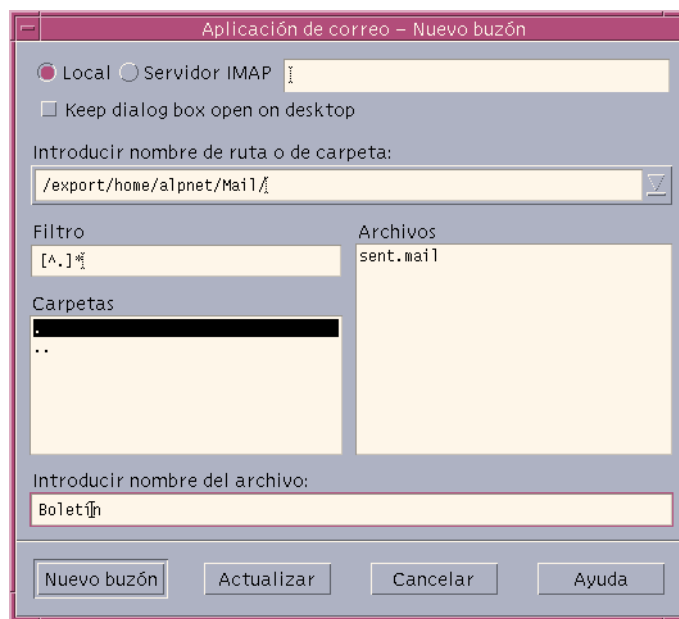 Aplicación de correo – Nuevo buzón
Local Servidor IMAP
Keep dialog box open on desktop
Introducir nombre de ruta o de carpeta:
/export/home/alpnet/Mail/
Filtro
[^.]*
Archivos
sent.mail
Carpetas
.
..
Introducir nombre del archivo:
Boletín
Nuevo buzón Actualizar Cancelar Ayuda